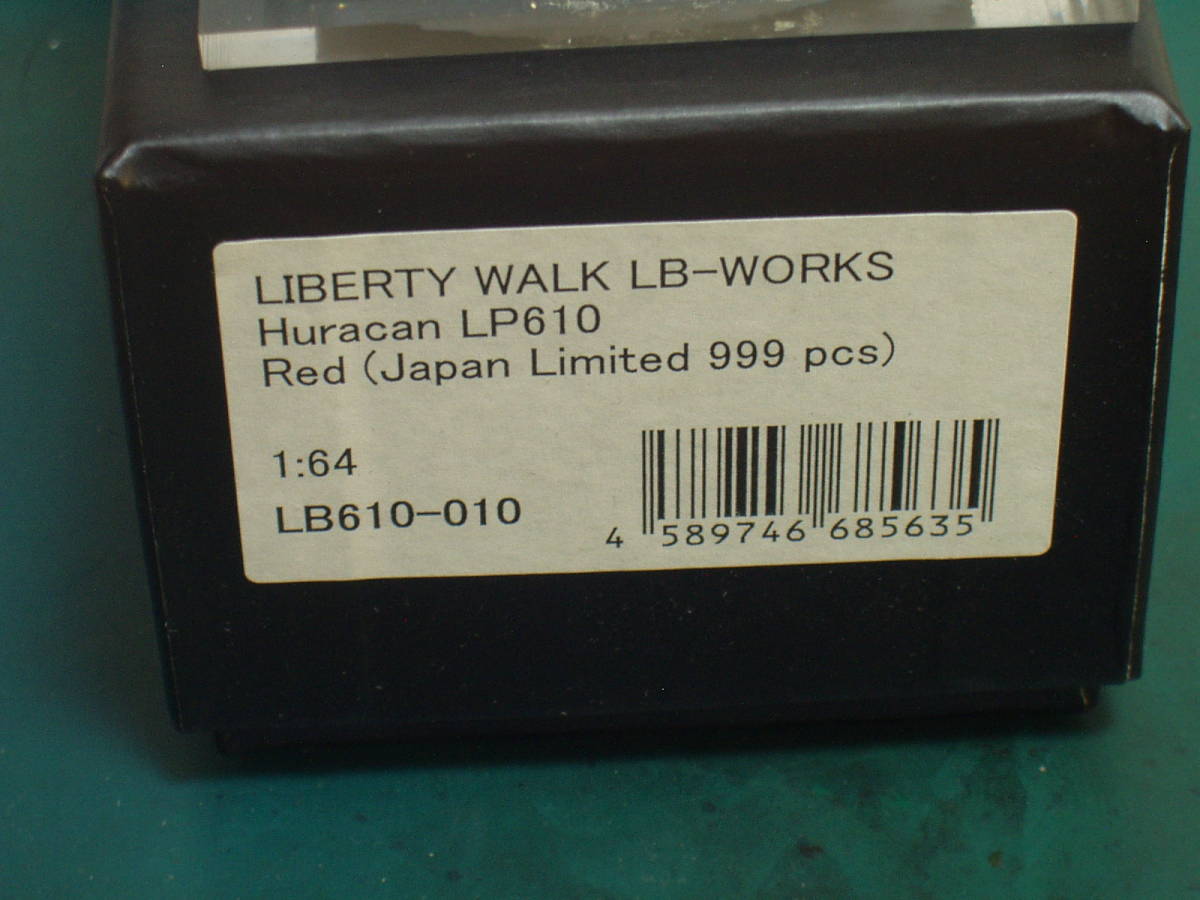 LIBERTY WALK LB-WORKS
Huracan LP610
Red (Japan Limited 999 pcs)
1:64
LB610-010
4 589746 685635